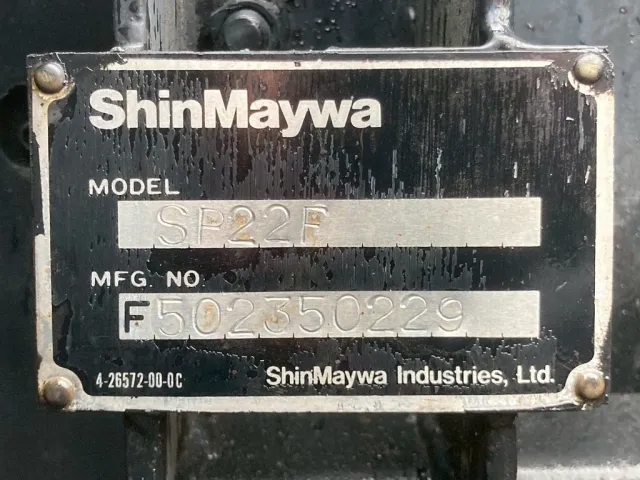 ShinMaywa
MODEL
SP22F
MFG. NO.
F502350229
4-26572-00-0C
ShinMaywa Industries, Ltd.